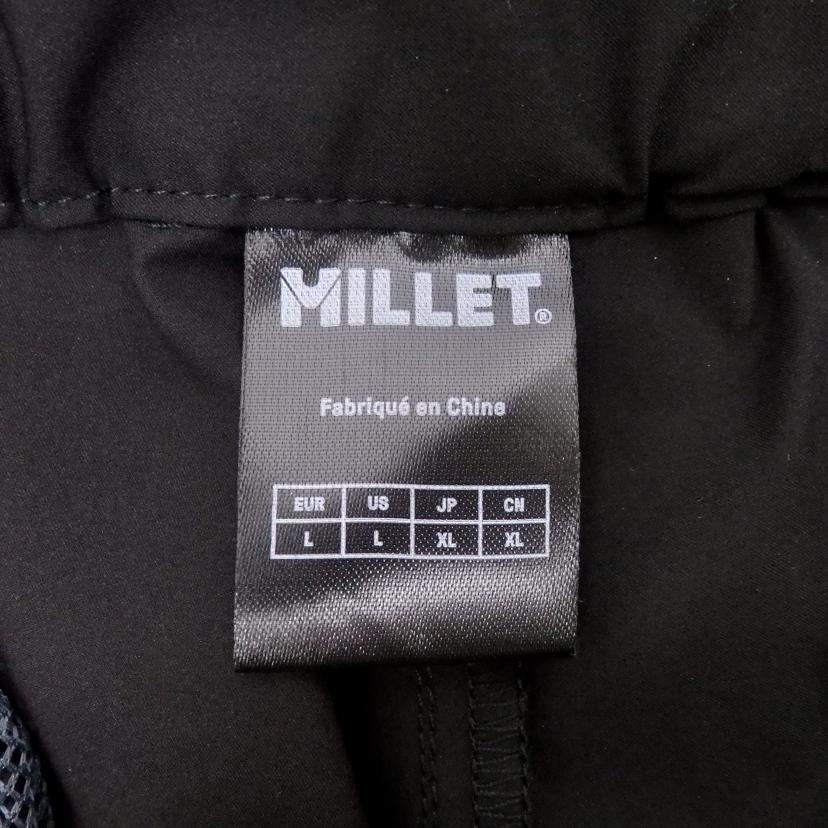 MILLET®
Fabriqué en Chine
EUR US JP CN
L L XL XL